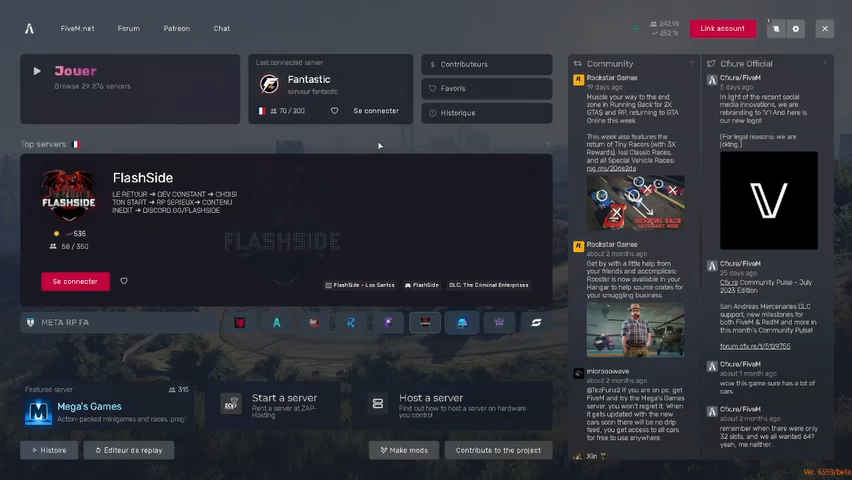 FiveM.net
Forum
Patreon
Chat
242.9k
252.1k
Link account
Jouer
Browse 29 276 servers
Last connected server
Fantastic
serveur fantastic
70 / 200
Se connecter
Contributeurs
Favoris
Historique
Top servers
FlashSide
LE RETOUR ➔ DEV CONSTANT ➔ CHOISI
TON START ➔ RP SERIEUX➔ CONTENU
INEDIT ➔ DISCORD.GG/FLASHSIDE
FLASHSIDE
535
58 / 350
FLASHSIDE
Se connecter
FlashSide - Los Santos
FlashSide
DLC: The Criminal Enterprises
META RP FA
Featured server
315
Mega's Games
Action-packed minigames and races, prog
ZAP
Start a server
Rent a server at ZAP-
Hosting
Host a server
Find out how to host a server on hardware
you control
Histoire
Éditeur de replay
Make mods
Contribute to the project
Community
Rockstar Games
19 days ago
Muscle your way to the end
zone in Running Back for 2X
GTA$ and RP, returning to GTA
Online this week.
This week also features the
return of Tiny Racers (with 3X
Rewards), Issi Classic Races,
and all Special Vehicle Races:
rsg.ms/20de2da
Rockstar Games
about 2 months ago
Get by with a little help from
your friends and accomplices:
Rooster is now available in your
Hangar to help source crates for
your smuggling business.
microoowave
about 2 months ago
@TezFunz2 If you are on pc, get
FiveM and try the Mega's Games
server, you won't regret it. When
it gets updated with the new
cars soon there will be no drip
feed, you get access to all cars
for free to use anywhere.
Xin
Cfx.re Official
Cfx.re/FiveM
5 days ago
In light of the recent social
media innovations, we are
rebranding to 'V'! And here is
our new logo!!
(For legal reasons: we are
joking.)
Cfx.re/FiveM
25 days ago
Cfx.re Community Pulse - July
2023 Edition
San Andreas Mercenaries DLC
support, new milestones for
both FiveM & RedM and more in
this month's Community Pulse!
forum.cfx.re/t/5129755
Cfx.re/FiveM
about 1 month ago
wow this game sure has a lot of
cars.
Cfx.re/FiveM
about 2 months ago
remember when there were only
32 slots, and we all wanted 64?
yeah, me neither.
Ver. 6593/beta